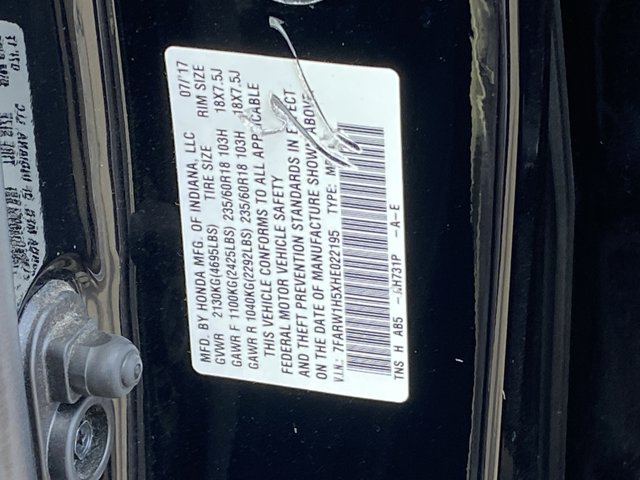 MFD. BY HONDA MFG. OF INDIANA, LLC 07/'17
GVWR 2130KG(4695LBS) TIRE SIZE RIM SIZE
GAWR F 1100KG(2425LBS) 235/60R18 103H 18X7.5J
GAWR R 1040KG(2292LBS) 235/60R18 103H 18X7.5J
THIS VEHICLE CONFORMS TO ALL APPLICABLE
FEDERAL MOTOR VEHICLE SAFETY
AND THEFT PREVENTION STANDARDS IN EFFECT
ON THE DATE OF MANUFACTURE SHOWN ABOVE.
V.I.N.: 7FARW1H5XHE022195 TYPE:
TNS H AB5 -A-E